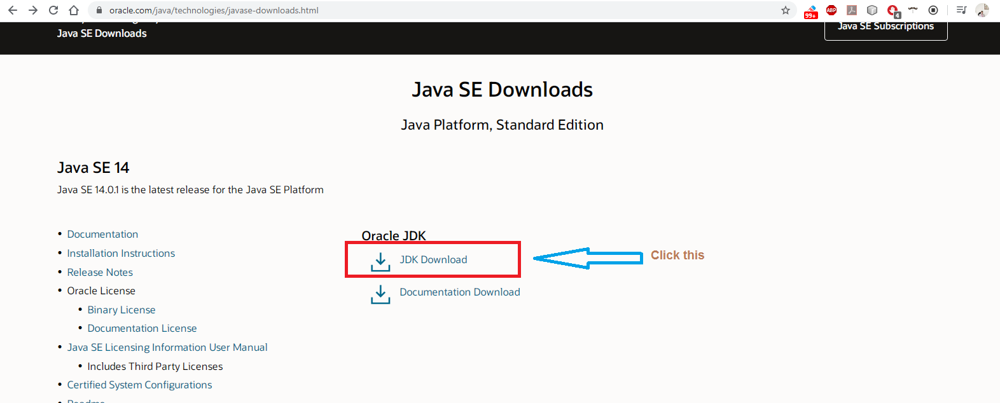 oracle.com/java/technologies/javase-downloads.html
99+
ABP
4
Java SE Downloads
Java SE Subscriptions
Java SE Downloads
Java Platform, Standard Edition
Java SE 14
Java SE 14.0.1 is the latest release for the Java SE Platform
• Documentation
• Installation Instructions
• Release Notes
• Oracle License
• Binary License
• Documentation License
• Java SE Licensing Information User Manual
• Includes Third Party Licenses
• Certified System Configurations
• Readme
Oracle JDK
JDK Download
Click this
Documentation Download